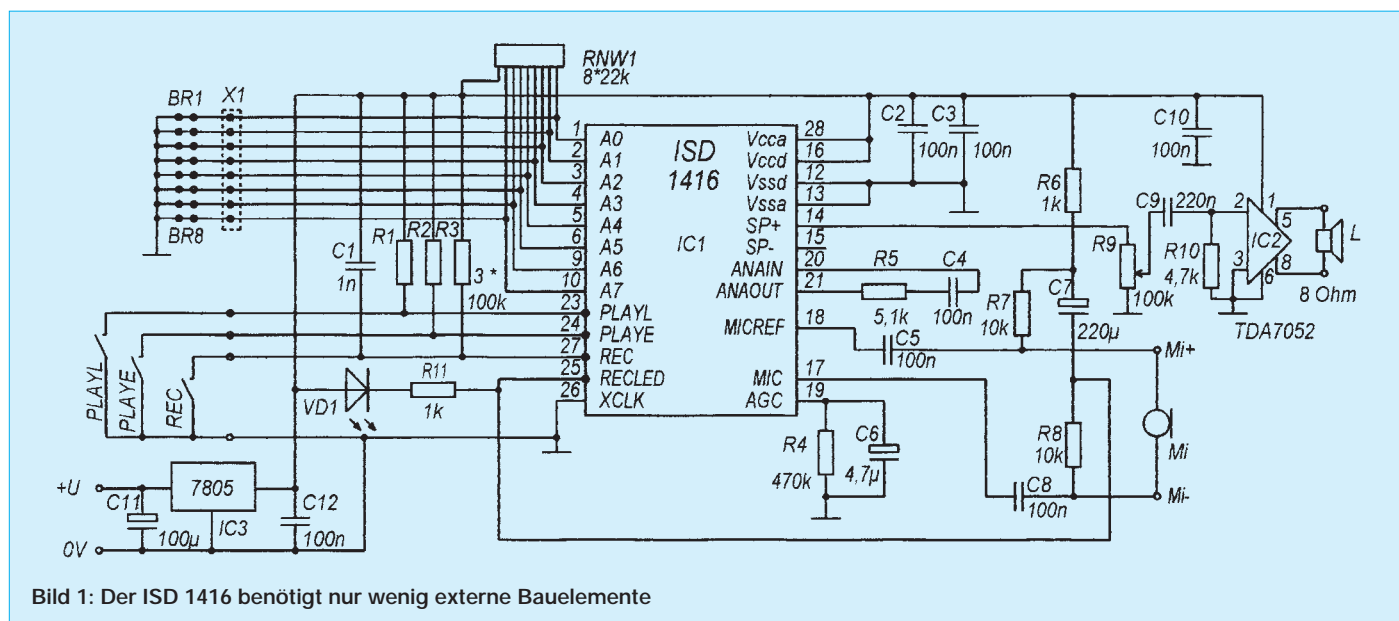 RNW1
8*22k
BR1
X1
BR8
C1
1n
R1
R2
R3
3 *
100k
1
2
3
4
5
6
9
10
23
24
27
25
26
A0
A1
A2
A3
A4
A5
A6
A7
PLAYL
PLAYE
REC
RECLED
XCLK
ISD
1416
IC1
Vcca
Vccd
Vssd
Vssa
SP+
SP-
ANAIN
ANAOUT
MICREF
MIC
AGC
28
16
12
13
14
15
20
21
18
17
19
C2
100n
C3
100n
R5
5,1k
C4
100n
C5
100n
R4
470k
C6
4,7µ
R6
1k
R7
10k
C7
220µ
R8
10k
C8
100n
R9
100k
C9
220n
R10
4,7k
C10
100n
2
1
5
IC2
3
6
8
TDA7052
L
8 Ohm
Mi+
Mi
Mi-
PLAYL
PLAYE
REC
VD1
R11
1k
+U
0V
C11
100µ
7805
IC3
C12
100n
Bild 1: Der ISD 1416 benötigt nur wenig externe Bauelemente